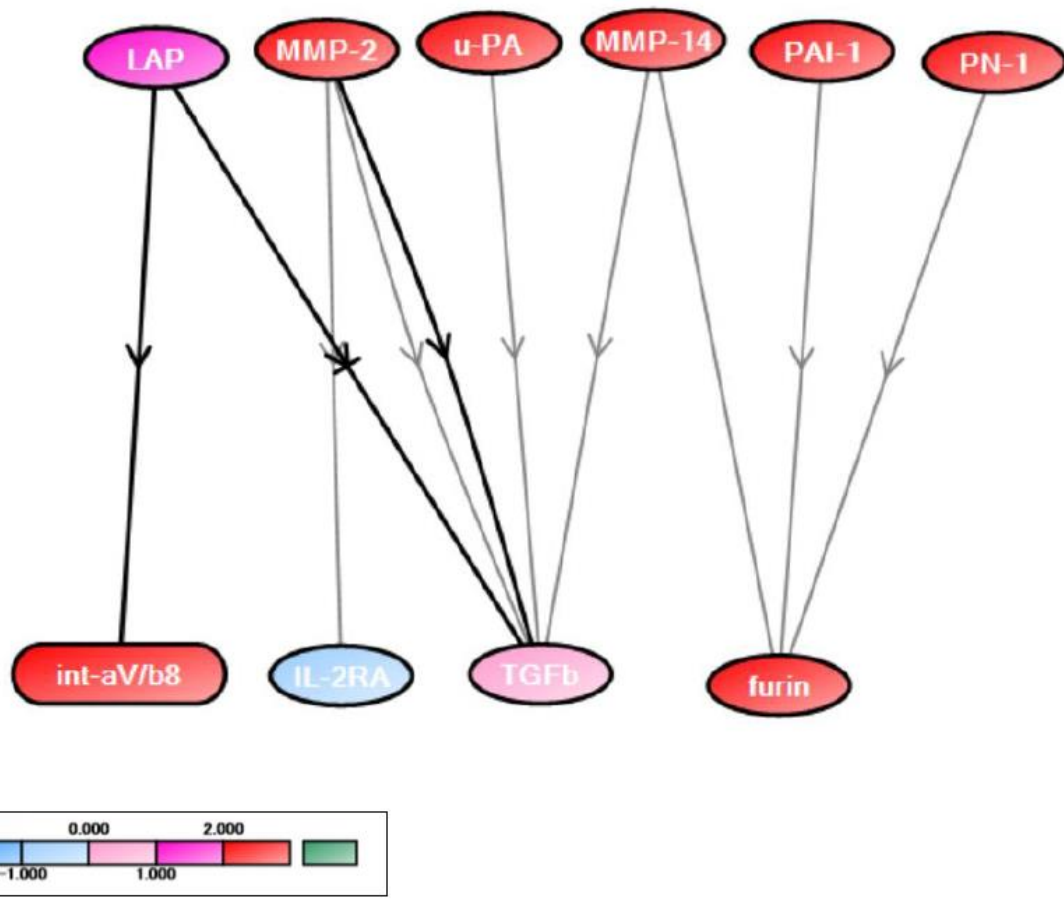 LAP
MMP-2
u-PA
MMP-14
PAI-1
PN-1
int-aV/b8
IL-2RA
TGFb
furin
0.000 2.000
-1.000 1.000